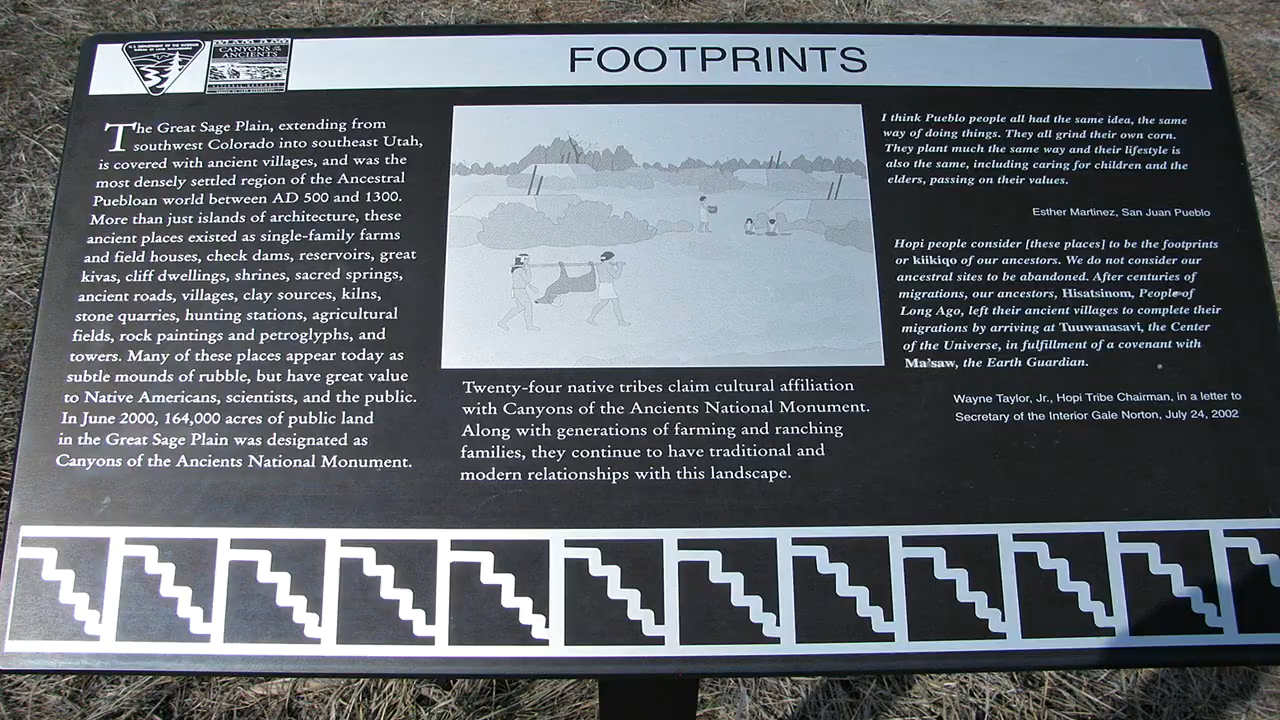 U.S. DEPARTMENT OF THE INTERIOR
BUREAU OF LAND MANAGEMENT
CANYONS OF THE
ANCIENTS
FOOTPRINTS
The Great Sage Plain, extending from
southwest Colorado into southeast Utah,
is covered with ancient villages, and was the
most densely settled region of the Ancestral
Puebloan world between AD 500 and 1300.
More than just islands of architecture, these
ancient places existed as single-family farms
and field houses, check dams, reservoirs, great
kivas, cliff dwellings, shrines, sacred springs,
ancient roads, villages, clay sources, kilns,
stone quarries, hunting stations, agricultural
fields, rock paintings and petroglyphs, and
towers. Many of these places appear today as
subtle mounds of rubble, but have great value
to Native Americans, scientists, and the public.
In June 2000, 164,000 acres of public land
in the Great Sage Plain was designated as
Canyons of the Ancients National Monument.
Twenty-four native tribes claim cultural affiliation
with Canyons of the Ancients National Monument.
Along with generations of farming and ranching
families, they continue to have traditional and
modern relationships with this landscape.
I think Pueblo people all had the same idea, the same
way of doing things. They all grind their own corn.
They plant much the same way and their lifestyle is
also the same, including caring for children and the
elders, passing on their values.
Esther Martinez, San Juan Pueblo
Hopi people consider [these places] to be the footprints
or kiikiqo of our ancestors. We do not consider our
ancestral sites to be abandoned. After centuries of
migrations, our ancestors, Hisatsinom, People of
Long Ago, left their ancient villages to complete their
migrations by arriving at Tuuwanasavi, the Center
of the Universe, in fulfillment of a covenant with
Ma'saw, the Earth Guardian.
Wayne Taylor, Jr., Hopi Tribe Chairman, in a letter to
Secretary of the Interior Gale Norton, July 24, 2002